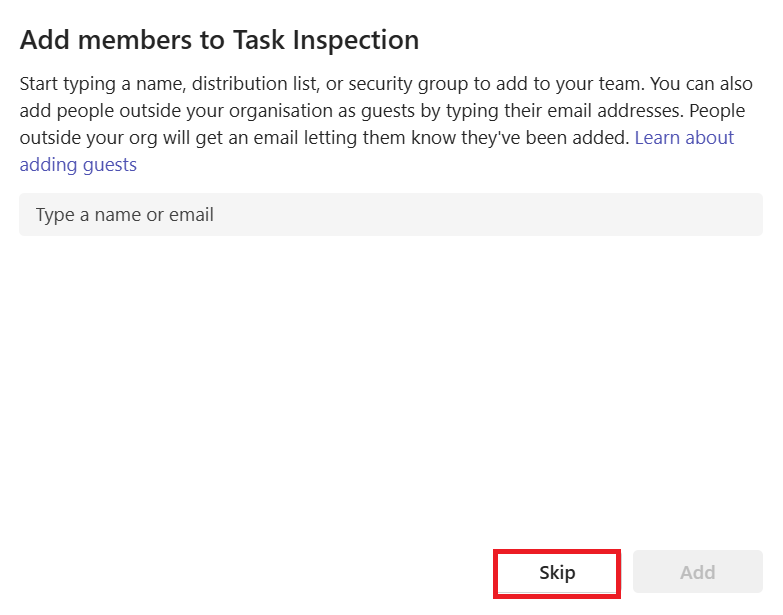 Add members to Task Inspection
Start typing a name, distribution list, or security group to add to your team. You can also
add people outside your organisation as guests by typing their email addresses. People
outside your org will get an email letting them know they've been added. Learn about
adding guests
Type a name or email
Skip
Add